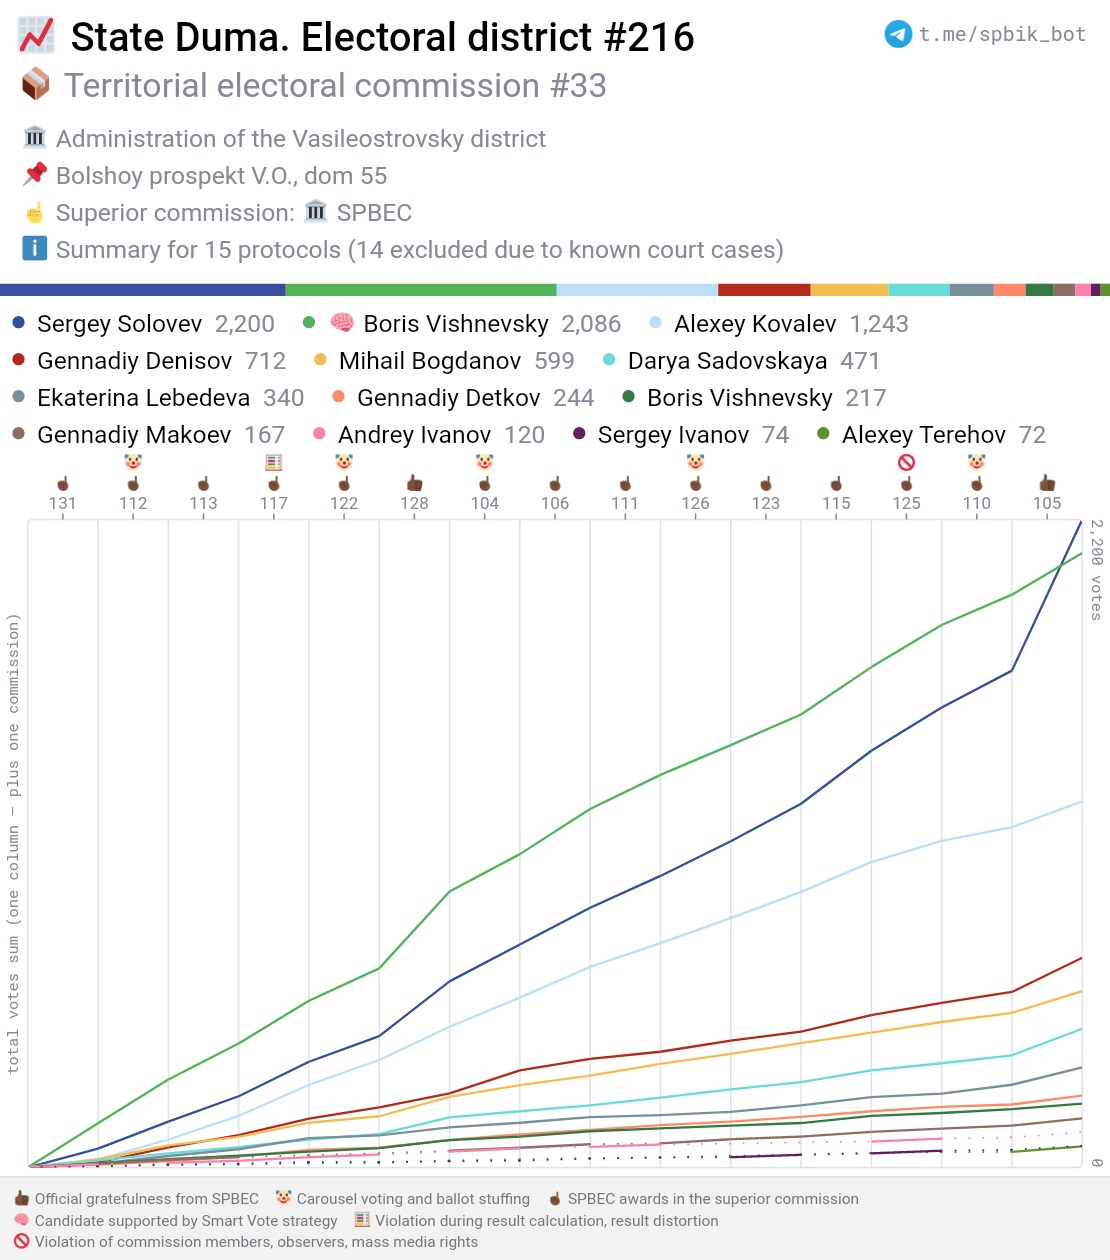 State Duma. Electoral district #216
t.me/spbik_bot
Territorial electoral commission #33
Administration of the Vasileostrovsky district
Bolshoy prospekt V.O., dom 55
Superior commission: SPBEC
Summary for 15 protocols (14 excluded due to known court cases)
Sergey Solovev 2,200 Boris Vishnevsky 2,086 Alexey Kovalev 1,243
Gennadiy Denisov 712 Mihail Bogdanov 599 Darya Sadovskaya 471
Ekaterina Lebedeva 340 Gennadiy Detkov 244 Boris Vishnevsky 217
Gennadiy Makoev 167 Andrey Ivanov 120 Sergey Ivanov 74 Alexey Terehov 72
131 112 113 117 122 128 104 106 111 126 123 115 125 110 105
2,200 votes
total votes sum (one column – plus one commission)
0
Official gratefulness from SPBEC Carousel voting and ballot stuffing SPBEC awards in the superior commission
Candidate supported by Smart Vote strategy Violation during result calculation, result distortion
Violation of commission members, observers, mass media rights